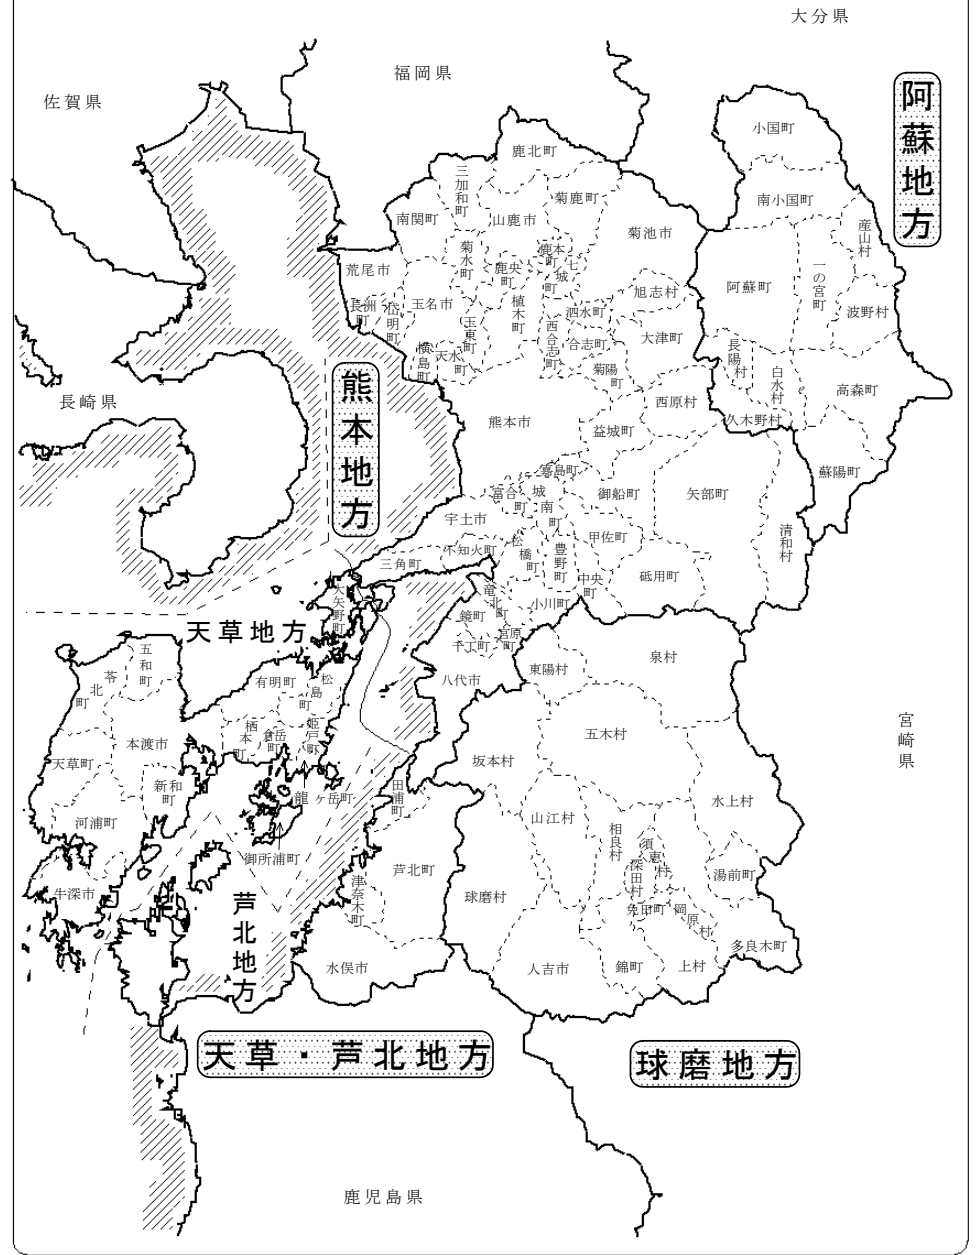 大分県
福岡県
佐賀県
阿蘇地方
小国町
鹿北町
三加和町
菊鹿町
南小国町
南関町
山鹿市
菊池市
産山村
菊水町
鹿本町
七城町
荒尾市
鹿央町
阿蘇町
一の宮町
旭志村
長洲町
岱明町
玉名市
植木町
泗水町
波野村
玉東町
西合志町
合志町
大津町
長陽村
横島町
天水町
菊陽町
白水村
高森町
熊本地方
長崎県
西原村
熊本市
益城町
久木野村
嘉島町
蘇陽町
富合町
城南町
御船町
矢部町
宇土市
清和村
松橋町
豊野町
甲佐町
不知火町
三角町
中央町
砥用町
大矢野町
竜北町
小川町
鏡町
宮原町
千丁町
天草地方
五和町
苓北町
有明町
松島町
八代市
東陽村
泉村
栖本町
倉岳町
姫戸町
本渡市
天草町
五木村
宮崎県
坂本村
新和町
龍ヶ岳町
田浦町
水上村
河浦町
山江村
相良村
須恵村
御所浦町
深田村
湯前町
牛深市
芦北町
津奈木町
球磨村
免田町
岡原村
芦北地方
多良木町
水俣市
人吉市
錦町
上村
天草・芦北地方
球磨地方
鹿児島県